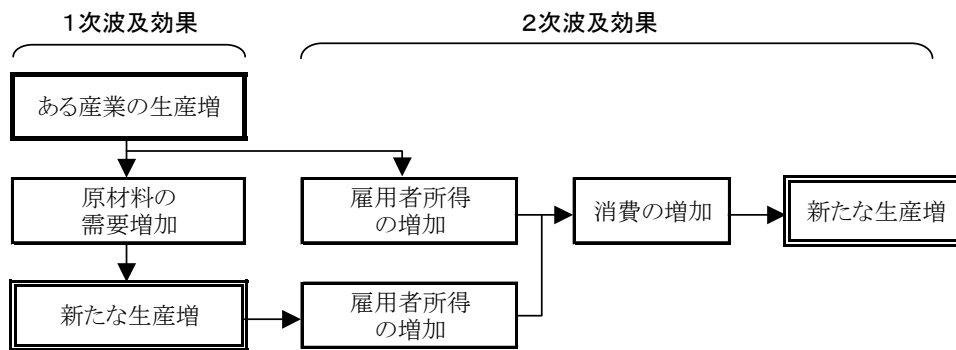 1次波及効果
2次波及効果
ある産業の生産増
原材料の
需要増加
雇用者所得
の増加
消費の増加
新たな生産増
新たな生産増
雇用者所得
の増加